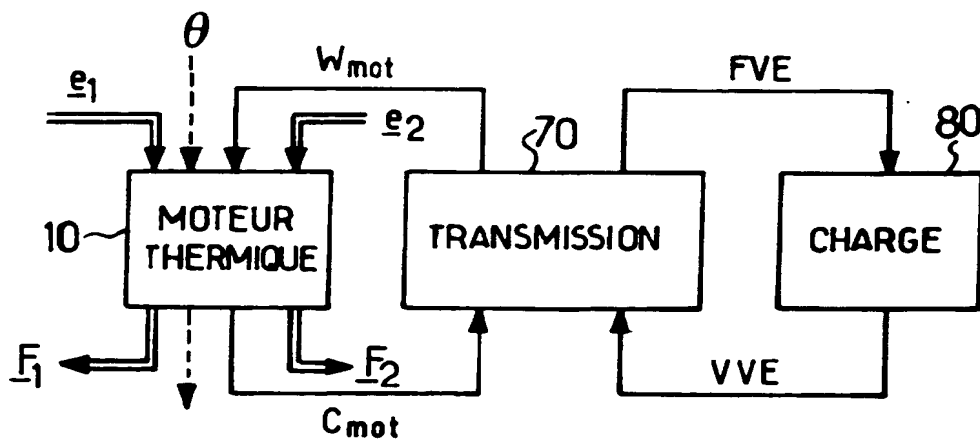 θ
e1
Wmot
FVE
e2
70
80
10
MOTEUR
THERMIQUE
TRANSMISSION
CHARGE
F1
F2
VVE
Cmot